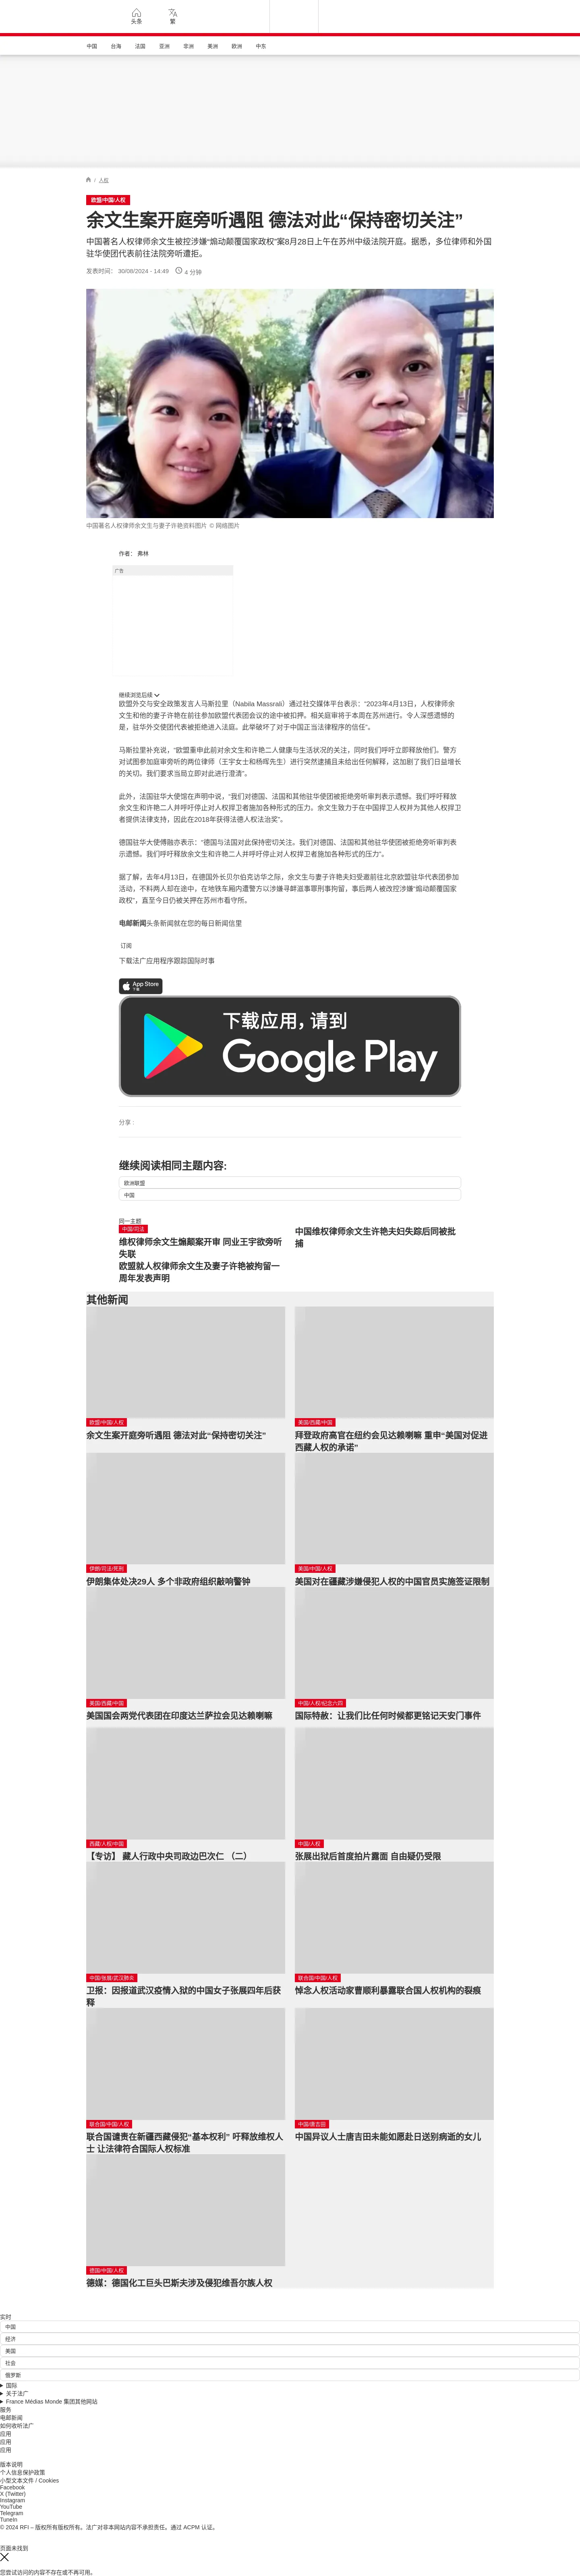 头条
繁
中国
台海
法国
亚洲
非洲
美洲
欧洲
中东
/ 人权
欧盟/中国/人权
余文生案开庭旁听遇阻 德法对此“保持密切关注”
中国著名人权律师余文生被控涉嫌“煽动颠覆国家政权”案8月28日上午在苏州中级法院开庭。据悉，多位律师和外国
驻华使团代表前往法院旁听遭拒。
发表时间： 30/08/2024 - 14:49
4 分钟
中国著名人权律师余文生与妻子许艳资料图片 © 网络图片
作者： 弗林
广告
继续浏览后续
欧盟外交与安全政策发言人马斯拉里（Nabila Massrali）通过社交媒体平台表示：“2023年4月13日，人权律师余
文生和他的妻子许艳在前往参加欧盟代表团会议的途中被扣押。相关庭审将于本周在苏州进行。令人深感遗憾的
是，驻华外交使团代表被拒绝进入法庭。此举破坏了对于中国正当法律程序的信任”。
马斯拉里补充说，“欧盟重申此前对余文生和许艳二人健康与生活状况的关注，同时我们呼吁立即释放他们。警方
对试图参加庭审旁听的两位律师（王宇女士和杨晖先生）进行突然逮捕且未给出任何解释，这加剧了我们日益增长
的关切。我们要求当局立即对此进行澄清”。
此外，法国驻华大使馆在声明中说，“我们对德国、法国和其他驻华使团被拒绝旁听审判表示遗憾。我们呼吁释放
余文生和许艳二人并呼吁停止对人权捍卫者施加各种形式的压力。余文生致力于在中国捍卫人权并为其他人权捍卫
者提供法律支持，因此在2018年获得法德人权法治奖”。
德国驻华大使傅融亦表示：“德国与法国对此保持密切关注。我们对德国、法国和其他驻华使团被拒绝旁听审判表
示遗憾。我们呼吁释放余文生和许艳二人并呼吁停止对人权捍卫者施加各种形式的压力”。
据了解，去年4月13日，在德国外长贝尔伯克访华之际，余文生与妻子许艳夫妇受邀前往北京欧盟驻华代表团参加
活动，不料两人却在途中，在地铁车厢内遭警方以涉嫌寻衅滋事罪刑事拘留，事后两人被改控涉嫌“煽动颠覆国家
政权”，直至今日仍被关押在苏州市看守所。
电邮新闻头条新闻就在您的每日新闻信里
订阅
下载法广应用程序跟踪国际时事
App Store
下载
下载应用，请到
Google Play
分享 :
继续阅读相同主题内容:
欧洲联盟
中国
同一主题
中国/司法
维权律师余文生煽颠案开审 同业王宇欲旁听
失联
欧盟就人权律师余文生及妻子许艳被拘留一
周年发表声明
中国维权律师余文生许艳夫妇失踪后同被批
捕
其他新闻
欧盟/中国/人权
余文生案开庭旁听遇阻 德法对此“保持密切关注”
美国/西藏/中国
拜登政府高官在纽约会见达赖喇嘛 重申“美国对促进
西藏人权的承诺”
伊朗/司法/死刑
伊朗集体处决29人 多个非政府组织敲响警钟
美国/中国/人权
美国对在疆藏涉嫌侵犯人权的中国官员实施签证限制
美国/西藏/中国
美国国会两党代表团在印度达兰萨拉会见达赖喇嘛
中国/人权/纪念六四
国际特赦：让我们比任何时候都更铭记天安门事件
西藏/人权/中国
【专访】 藏人行政中央司政边巴次仁 （二）
中国/人权
张展出狱后首度拍片露面 自由疑仍受限
中国/张展/武汉肺炎
卫报：因报道武汉疫情入狱的中国女子张展四年后获
释
联合国/中国/人权
悼念人权活动家曹顺利暴露联合国人权机构的裂痕
联合国/中国/人权
联合国谴责在新疆西藏侵犯“基本权利” 吁释放维权人
士 让法律符合国际人权标准
中国/唐吉田
中国异议人士唐吉田未能如愿赴日送别病逝的女儿
德国/中国/人权
德媒：德国化工巨头巴斯夫涉及侵犯维吾尔族人权
实时
中国
经济
美国
社会
俄罗斯
国际
关于法广
France Médias Monde 集团其他网站
服务
电邮新闻
如何收听法广
应用
应用
应用
版本说明
个人信息保护政策
小型文本文件 / Cookies
Facebook
X (Twitter)
Instagram
YouTube
Telegram
TuneIn
© 2024 RFI – 版权所有版权所有。法广对非本网站内容不承担责任。通过 ACPM 认证。
页面未找到
您尝试访问的内容不存在或不再可用。